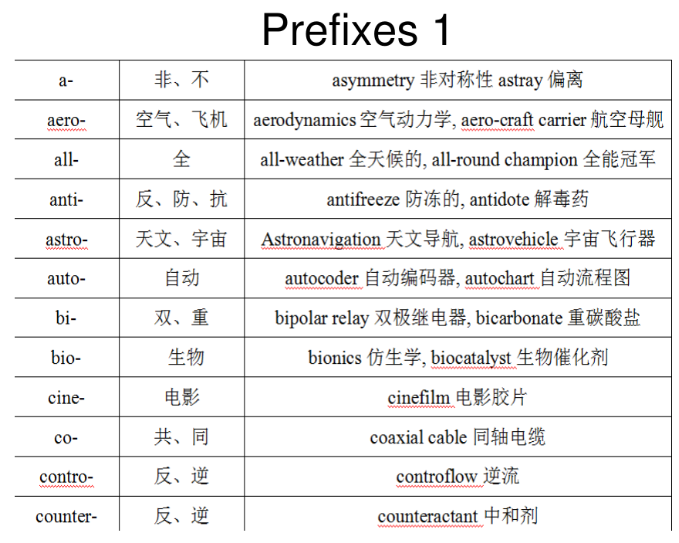 Prefixes 1
a- 非、不 asymmetry 非对称性 astray 偏离
aero- 空气、飞机 aerodynamics 空气动力学, aero-craft carrier 航空母舰
all- 全 all-weather 全天候的, all-round champion 全能冠军
anti- 反、防、抗 antifreeze 防冻的, antidote 解毒药
astro- 天文、宇宙 Astronavigation 天文导航, astrovehicle 宇宙飞行器
auto- 自动 autocoder 自动编码器, autochart 自动流程图
bi- 双、重 bipolar relay 双极继电器, bicarbonate 重碳酸盐
bio- 生物 bionics 仿生学, biocatalyst 生物催化剂
cine- 电影 cinefilm 电影胶片
co- 共、同 coaxial cable 同轴电缆
contro- 反、逆 controflow 逆流
counter- 反、逆 counteractant 中和剂